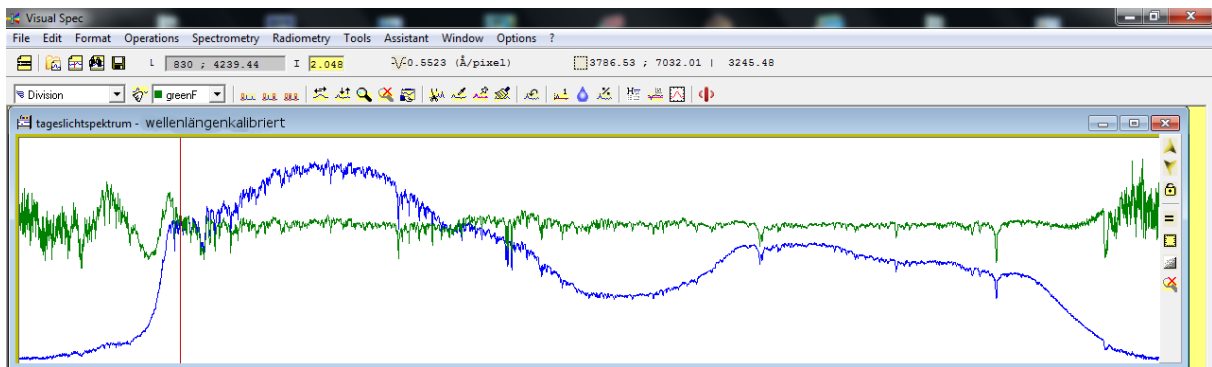 Visual Spec
File Edit Format Operations Spectrometry Radiometry Tools Assistant Window Options ?
L 830 ; 4239.44 I 2.048 0.5523 (Å/pixel) 3786.53 ; 7032.01 | 3245.48
Division greenF
tageslichtspektrum - wellenlängenkalibriert